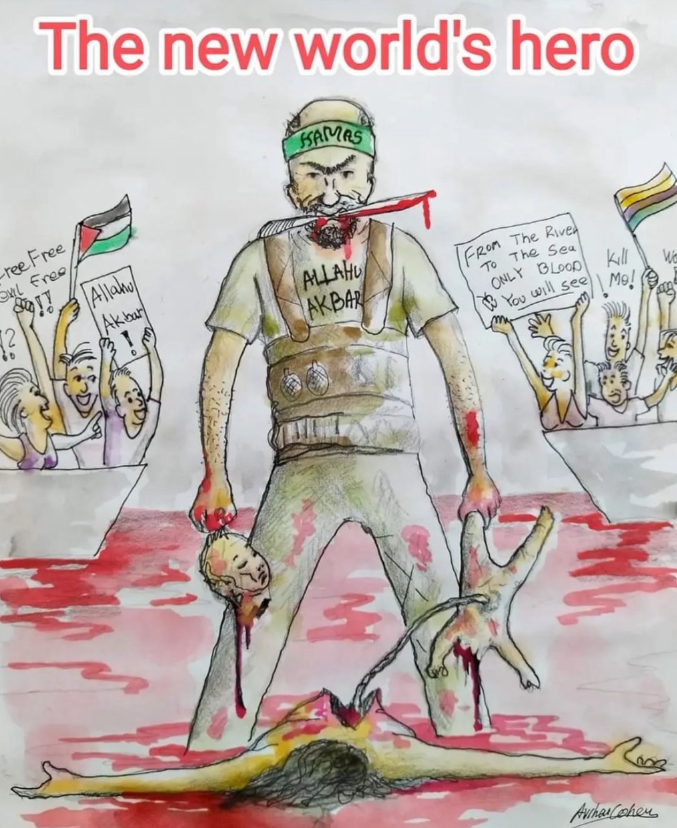 The new world's hero
HAMAS
Free Free
Free
!!!
!?
Allahu
Akbar
!
ALLAHU
AKBAR
From The River
To The Sea
ONLY BLOOD
You will see
Kill
Me!